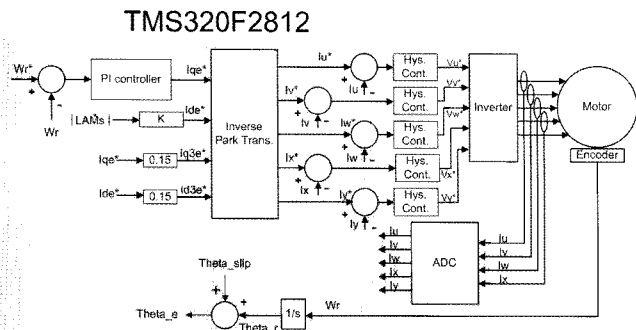 TMS320F2812
Wr*
+
-
Wr
PI controller
Iqe*
|LAMs|
K
Ide*
Iqe*
0.15
Iq3e*
Ide*
0.15
Id3e*
Inverse
Park Trans.
Iu*
+
Iu
-
Hys.
Cont.
Vu*
Iv*
+
Iv
-
Hys.
Cont.
Vv*
Iw*
+
Iw
-
Hys.
Cont.
Vw*
Ix*
+
Ix
-
Hys.
Cont.
Vx*
Iy*
+
Iy
-
Hys.
Cont.
Vy*
Inverter
Motor
Encoder
Iu
Iv
Iw
Ix
Iy
ADC
Iu
Iv
Iw
Ix
Theta_slip
+
+
Theta_e
Theta_r
1/s
Wr